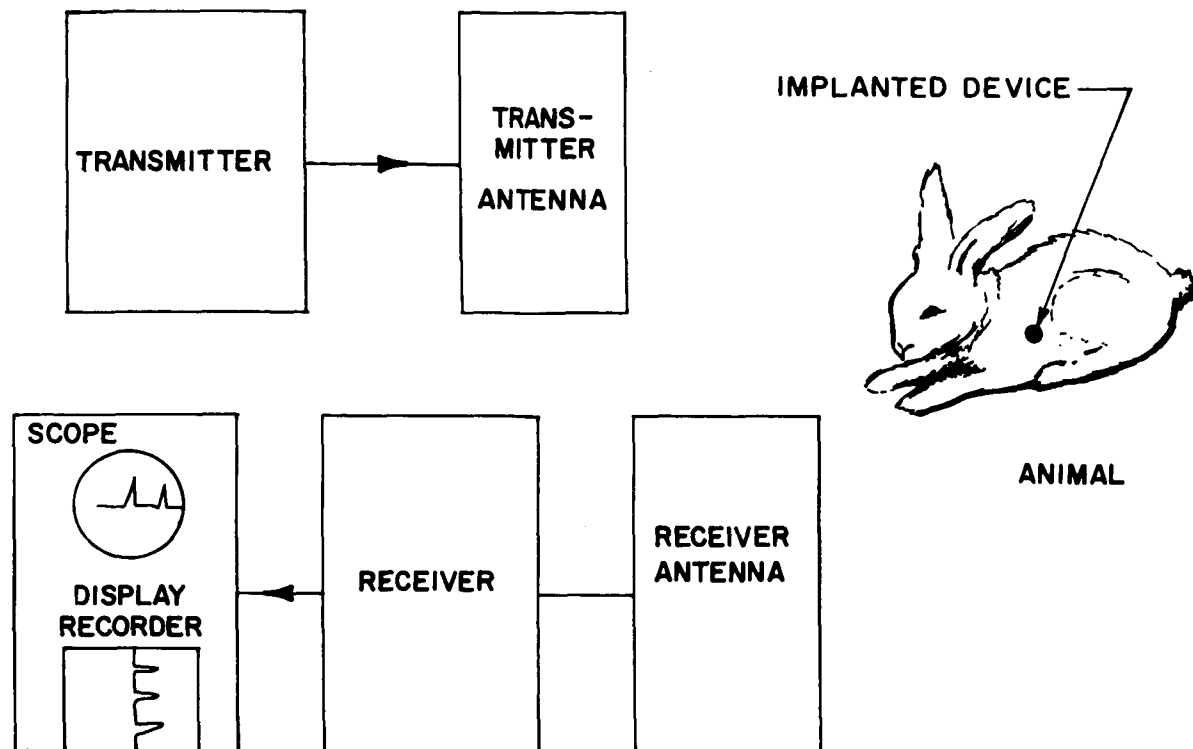 TRANSMITTER
TRANS-
MITTER
ANTENNA
IMPLANTED DEVICE
ANIMAL
SCOPE
DISPLAY
RECORDER
RECEIVER
RECEIVER
ANTENNA